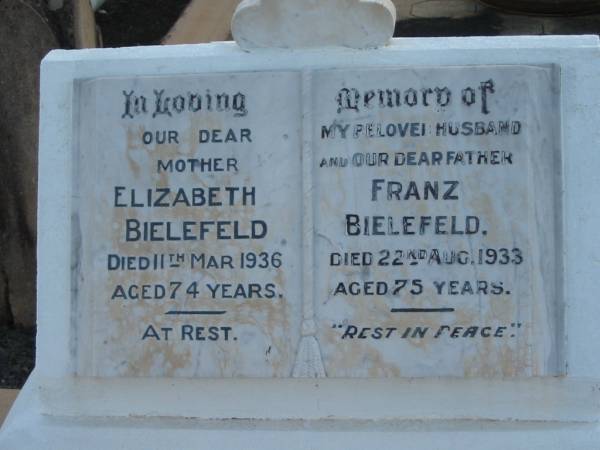 In Loving
OUR DEAR
MOTHER
ELIZABETH
BIELEFELD
DIED 11TH MAR 1936
AGED 74 YEARS.
AT REST.
Memory of
MY BELOVED HUSBAND
AND OUR DEAR FATHER
FRANZ
BIELEFELD.
DIED 22ND AUG. 1933
AGED 75 YEARS.
"REST IN PEACE."